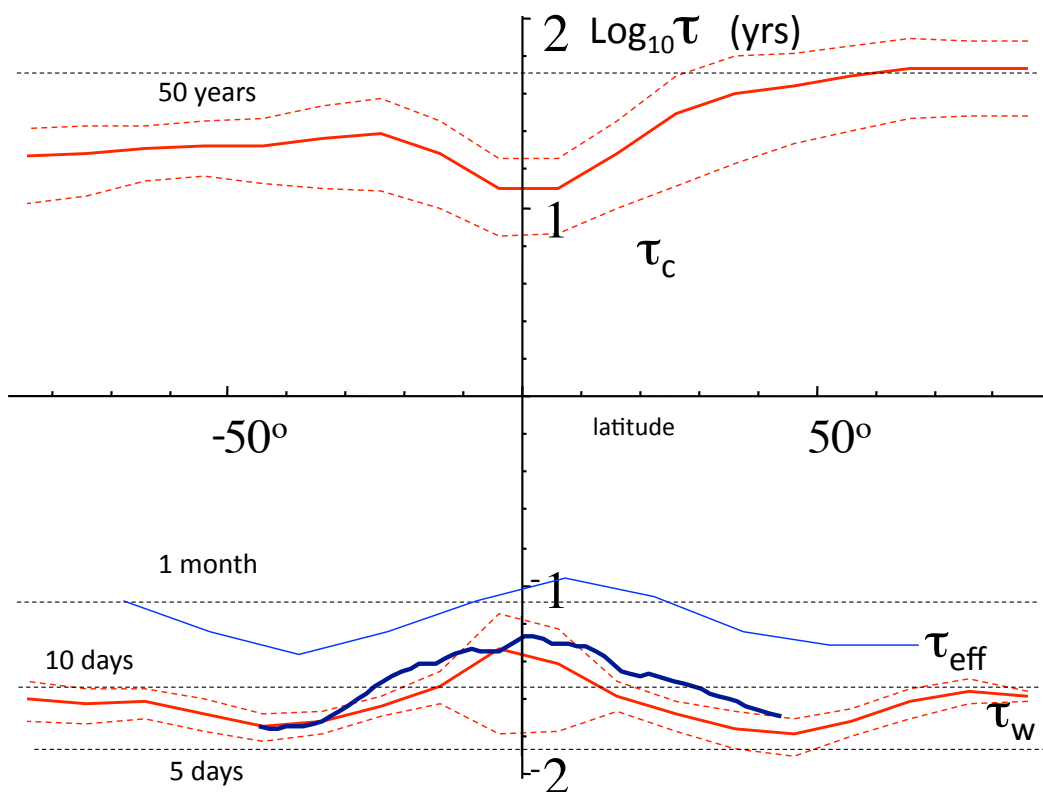 2 Log₁₀τ (yrs)
50 years
1
τc
-50º
latitude
50º
1 month
-1
τeff
10 days
τw
5 days
-2